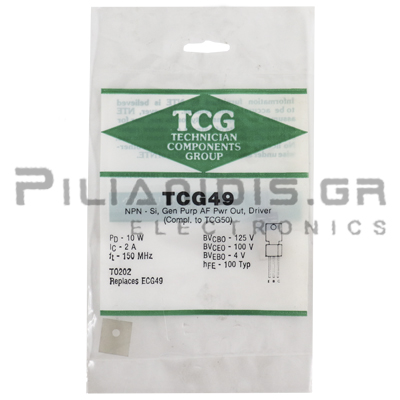 TCG
TECHNICIAN
COMPONENTS
GROUP
PILIANIDIS.GR
ELECTRONICS
TCG49
NPN - Si, Gen Purp AF Pwr Out, Driver
(Compl. to TCG50)
PD - 10 W
IC - 2 A
ft - 150 MHz
TO202
Replaces ECG49
BVCBO - 125 V
BVCEO - 100 V
BVEBO - 4 V
hFE - 100 Typ